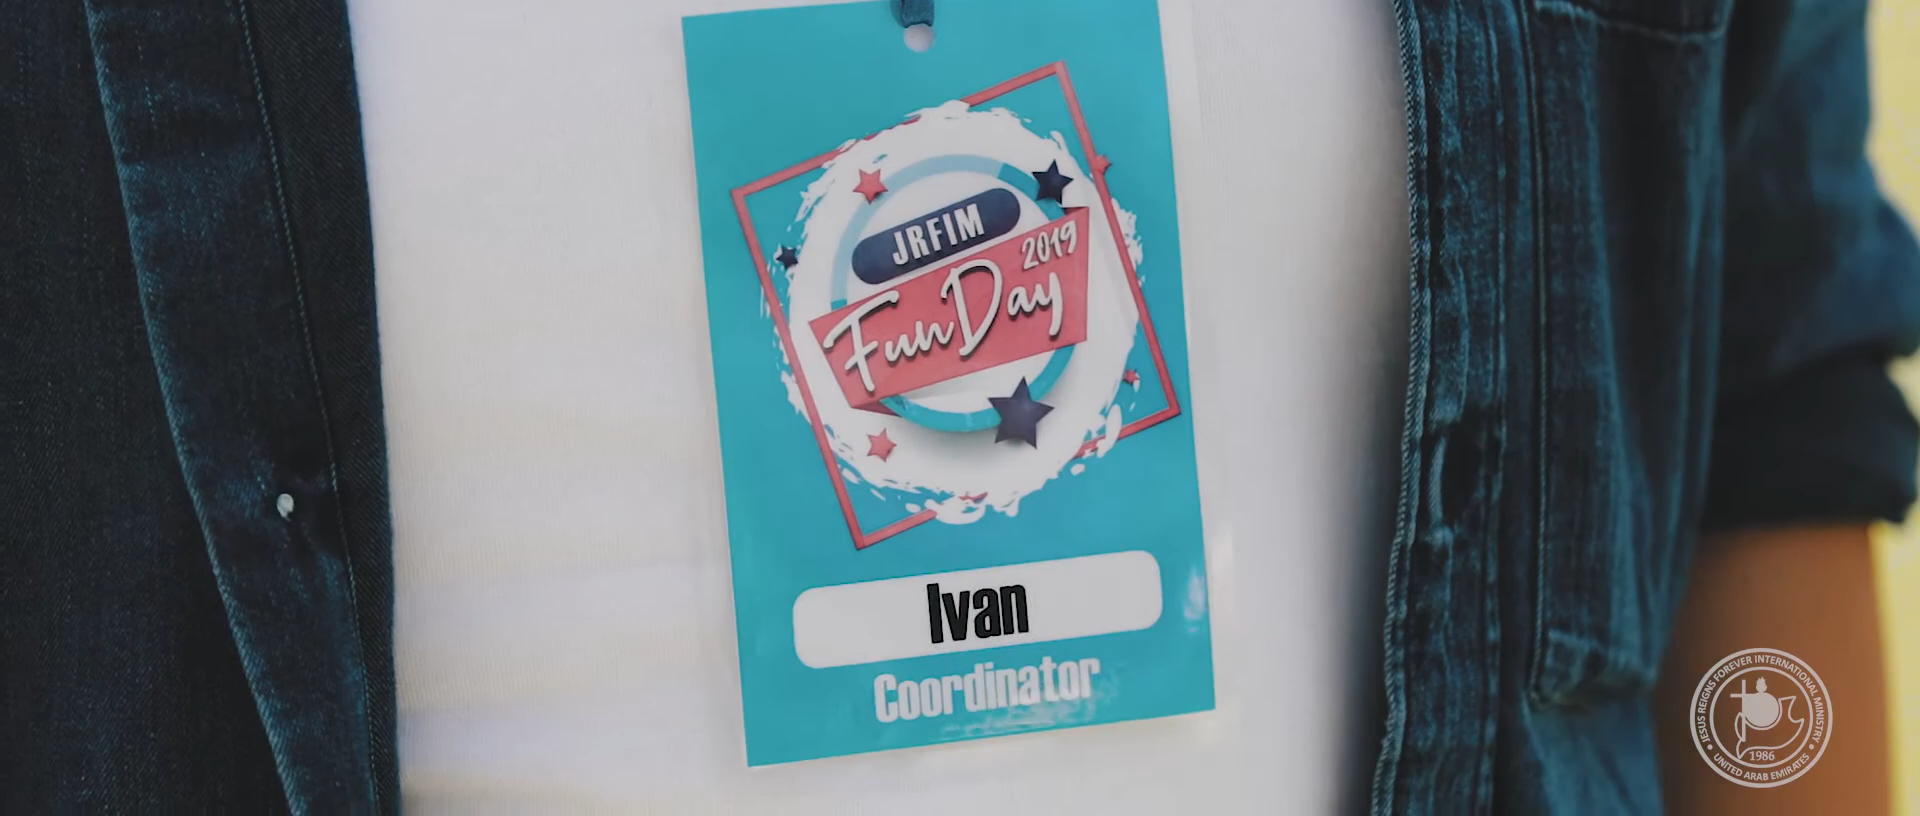 JRFIM
2019
Fun Day
Ivan
Coordinator
JESUS REIGNS FOREVER INTERNATIONAL MINISTRY
1986
UNITED ARAB EMIRATES